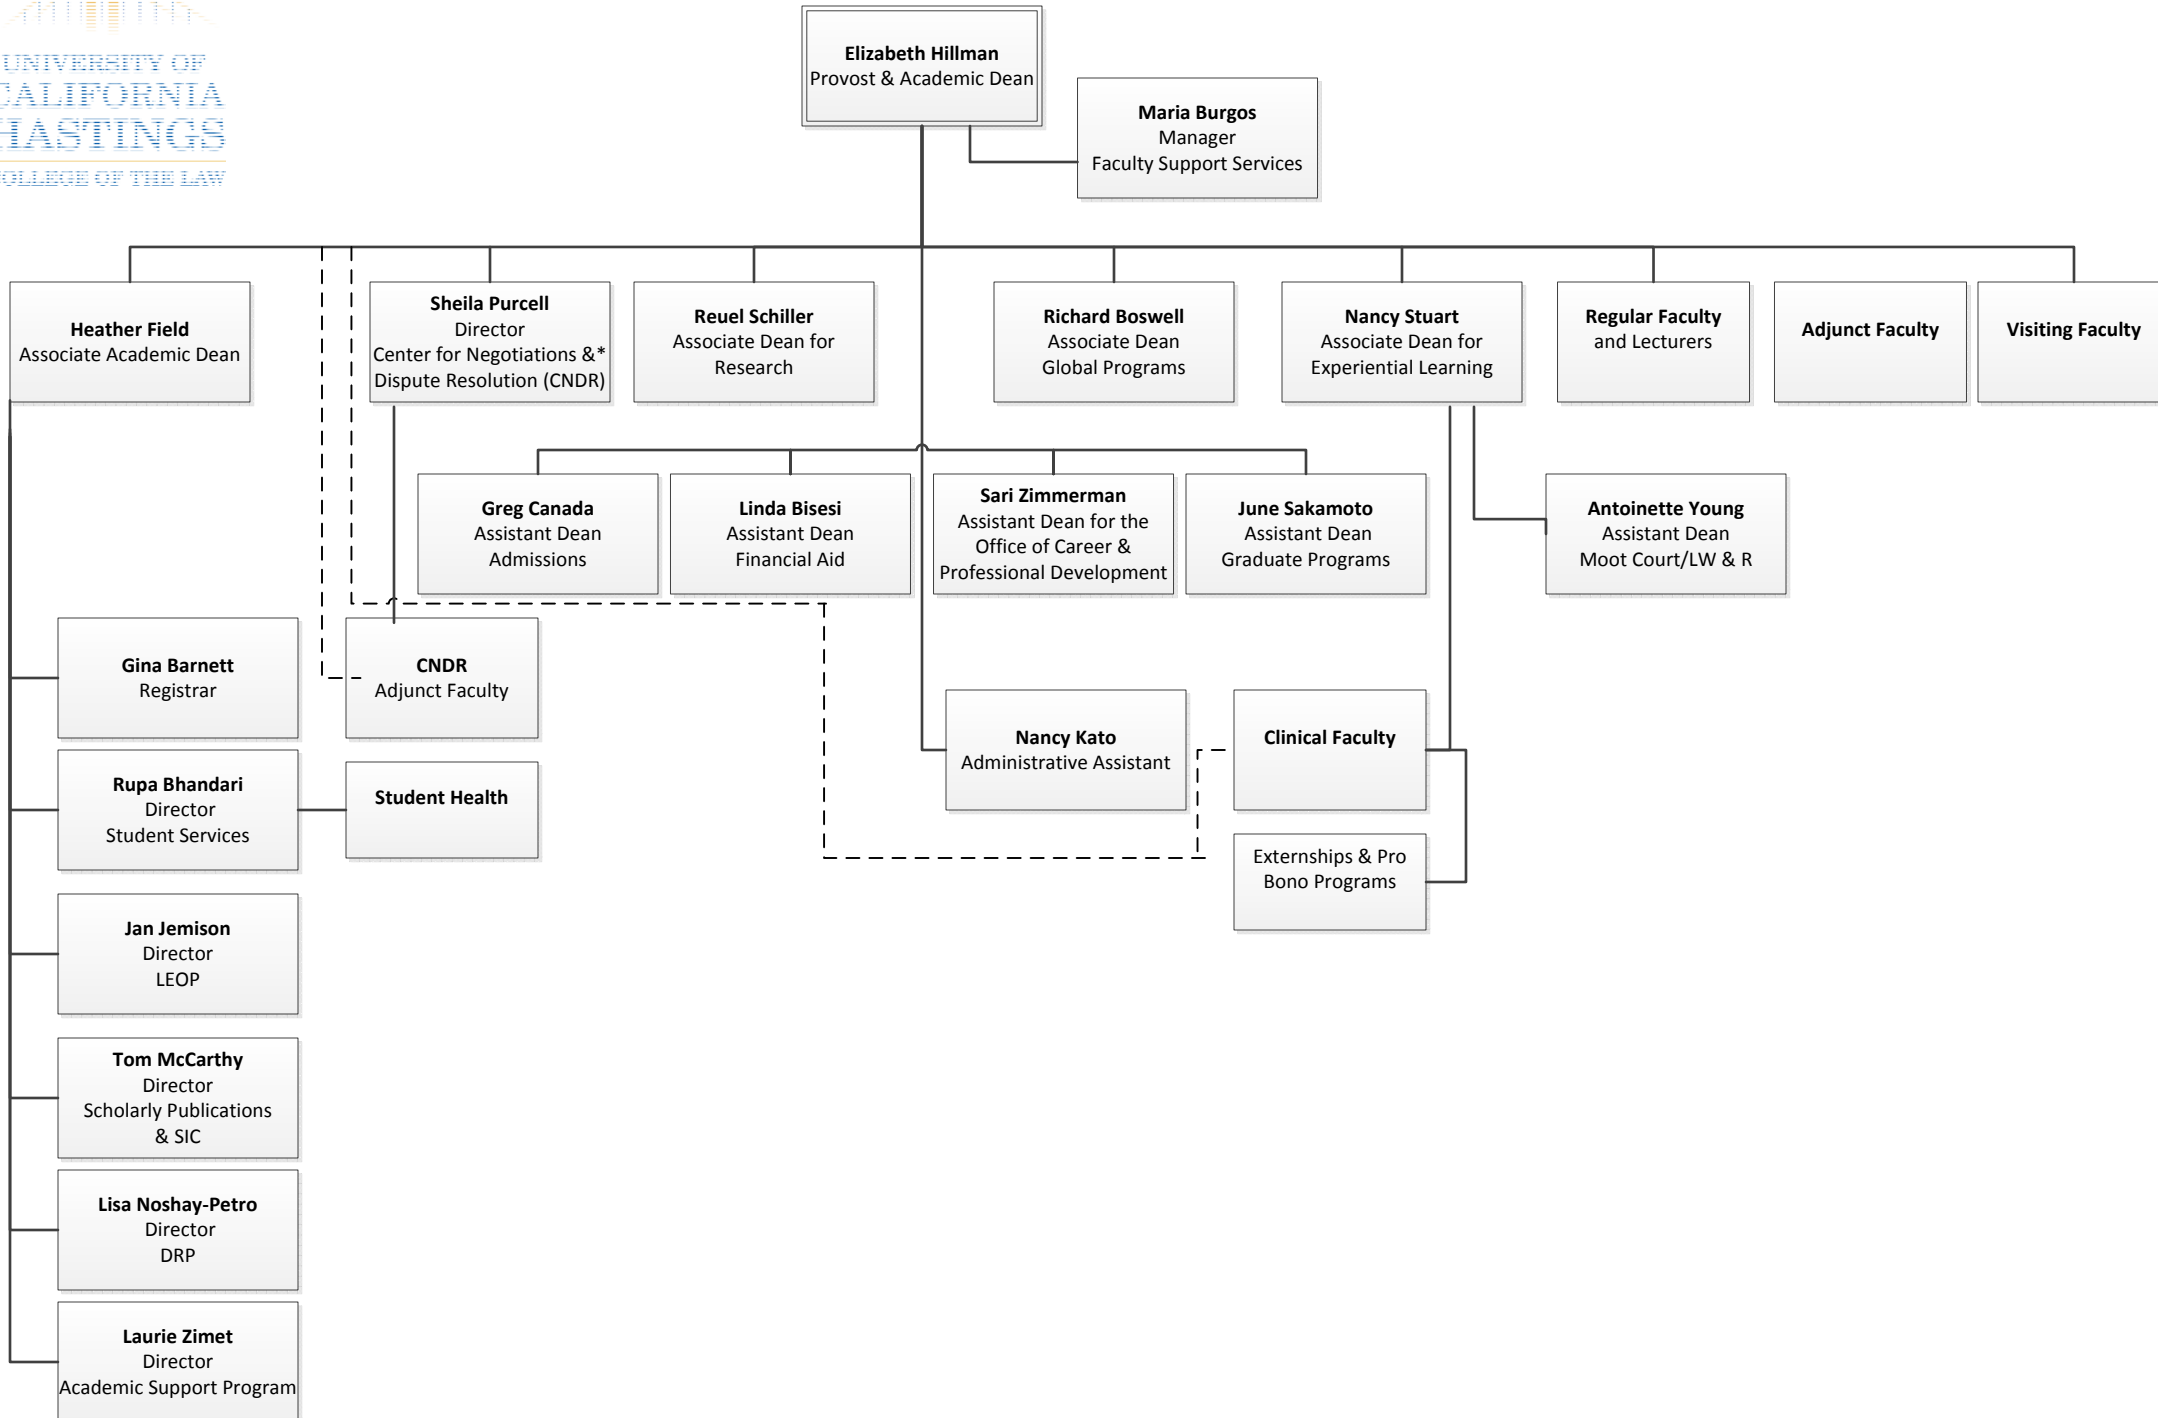 UNIVERSITY OF
CALIFORNIA
HASTINGS
COLLEGE OF THE LAW
Elizabeth Hillman
Provost & Academic Dean
Maria Burgos
Manager
Faculty Support Services
Heather Field
Associate Academic Dean
Sheila Purcell
Director
Center for Negotiations &*
Dispute Resolution (CNDR)
Reuel Schiller
Associate Dean for
Research
Richard Boswell
Associate Dean
Global Programs
Nancy Stuart
Associate Dean for
Experiential Learning
Regular Faculty
and Lecturers
Adjunct Faculty
Visiting Faculty
Greg Canada
Assistant Dean
Admissions
Linda Bisesi
Assistant Dean
Financial Aid
Sari Zimmerman
Assistant Dean for the
Office of Career &
Professional Development
June Sakamoto
Assistant Dean
Graduate Programs
Antoinette Young
Assistant Dean
Moot Court/LW & R
Gina Barnett
Registrar
CNDR
Adjunct Faculty
Nancy Kato
Administrative Assistant
Clinical Faculty
Rupa Bhandari
Director
Student Services
Student Health
Externships & Pro
Bono Programs
Jan Jemison
Director
LEOP
Tom McCarthy
Director
Scholarly Publications
& SIC
Lisa Noshay-Petro
Director
DRP
Laurie Zimet
Director
Academic Support Program